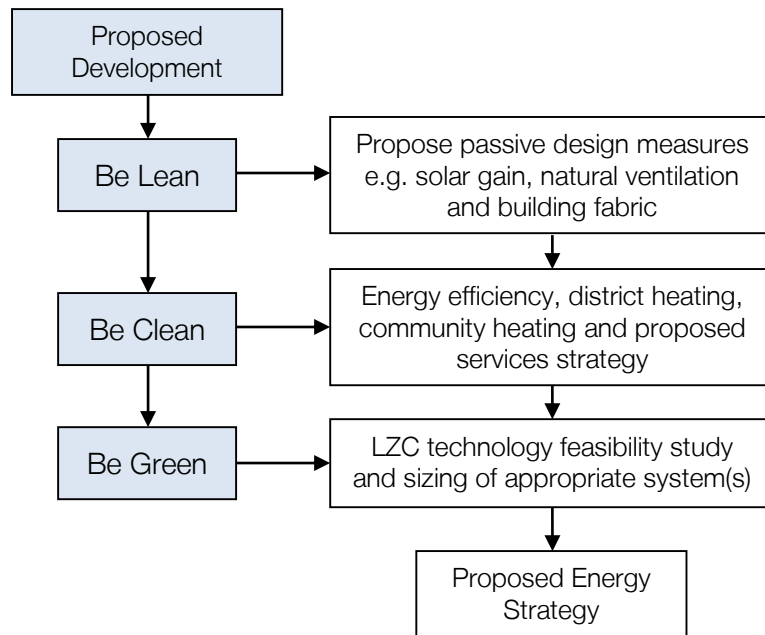 Proposed
Development
Be Lean
Propose passive design measures
e.g. solar gain, natural ventilation
and building fabric
Be Clean
Energy efficiency, district heating,
community heating and proposed
services strategy
Be Green
LZC technology feasibility study
and sizing of appropriate system(s)
Proposed Energy
Strategy